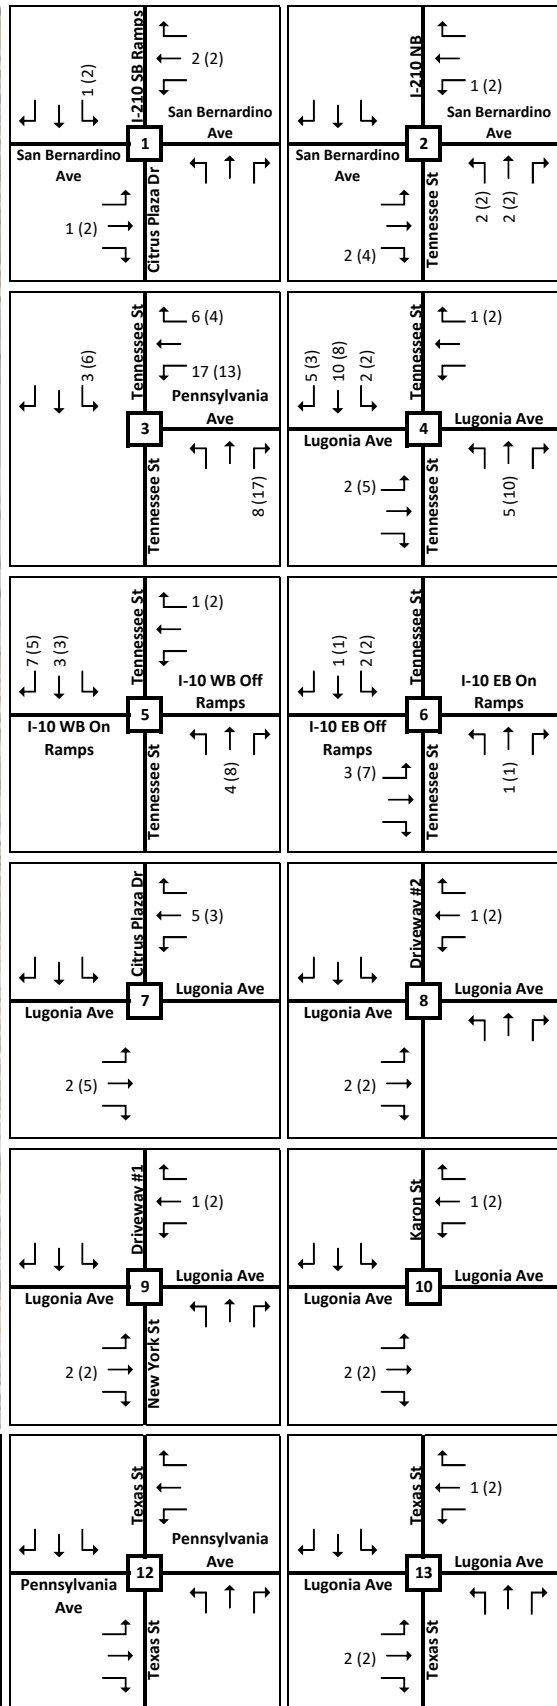 I-210 SB Ramps
1 (2)
2 (2)
San Bernardino
Ave
1
San Bernardino
Ave
1 (2)
Citrus Plaza Dr
I-210 NB
1 (2)
San Bernardino
Ave
2
San Bernardino
Ave
2 (4)
Tennessee St
2 (2)
2 (2)
Tennessee St
3 (6)
6 (4)
17 (13)
Pennsylvania
Ave
3
Tennessee St
8 (17)
Tennessee St
5 (3)
10 (8)
2 (2)
1 (2)
Lugonia Ave
4
Lugonia Ave
2 (5)
Tennessee St
5 (10)
Tennessee St
7 (5)
3 (3)
1 (2)
I-10 WB Off
Ramps
5
I-10 WB On
Ramps
Tennessee St
4 (8)
Tennessee St
1 (1)
2 (2)
I-10 EB On
Ramps
6
I-10 EB Off
Ramps
3 (7)
Tennessee St
1 (1)
Citrus Plaza Dr
5 (3)
Lugonia Ave
7
Lugonia Ave
2 (5)
Driveway #2
1 (2)
Lugonia Ave
8
Lugonia Ave
2 (2)
Driveway #1
1 (2)
Lugonia Ave
9
Lugonia Ave
2 (2)
New York St
Karon St
1 (2)
Lugonia Ave
10
Lugonia Ave
2 (2)
Texas St
Pennsylvania
Ave
12
Pennsylvania
Ave
Texas St
Texas St
1 (2)
Lugonia Ave
13
Lugonia Ave
2 (2)
Texas St